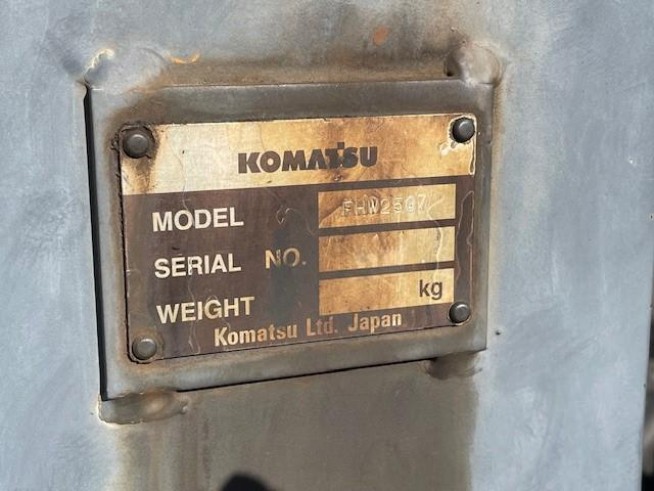 KOMATSU
MODEL
SERIAL NO.
WEIGHT kg
Komatsu Ltd. Japan